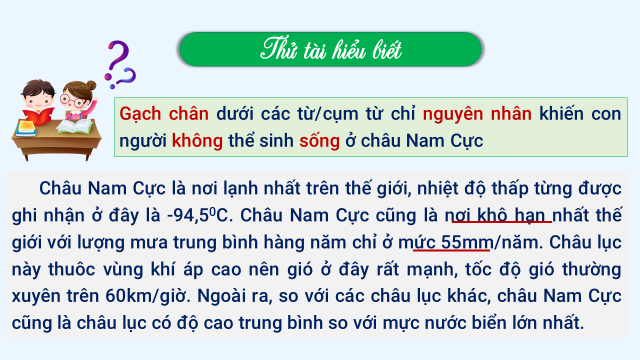 Thử tài hiểu biết
Gạch chân dưới các từ/cụm từ chỉ nguyên nhân khiến con
người không thể sinh sống ở châu Nam Cực
Châu Nam Cực là nơi lạnh nhất trên thế giới, nhiệt độ thấp từng được
ghi nhận ở đây là -94,5⁰C. Châu Nam Cực cũng là nơi khô hạn nhất thế
giới với lượng mưa trung bình hàng năm chỉ ở mức 55mm/năm. Châu lục
này thuôc vùng khí áp cao nên gió ở đây rất mạnh, tốc độ gió thường
xuyên trên 60km/giờ. Ngoài ra, so với các châu lục khác, châu Nam Cực
cũng là châu lục có độ cao trung bình so với mực nước biển lớn nhất.